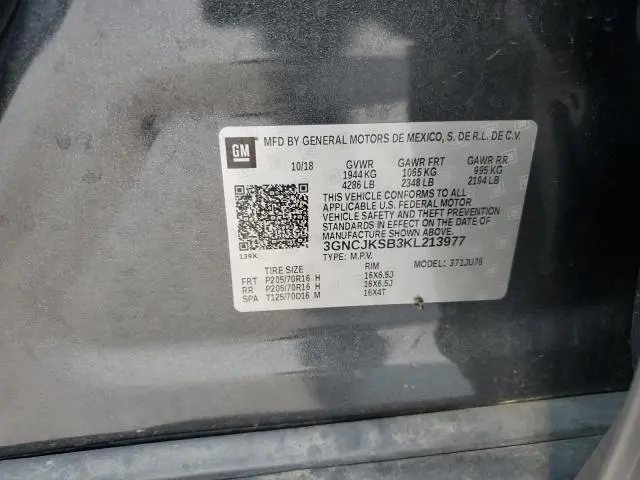 GM
MFD BY GENERAL MOTORS DE MEXICO, S. DE R.L. DE C.V.
10/18 GVWR GAWR FRT GAWR RR
1944 KG 1065 KG 995 KG
4286 LB 2348 LB 2194 LB
THIS VEHICLE CONFORMS TO ALL
APPLICABLE U.S. FEDERAL MOTOR
VEHICLE SAFETY AND THEFT PREVENTION
STANDARDS IN EFFECT ON THE DATE OF
MANUFACTURE SHOWN ABOVE.
139X 3GNCJKSB3KL213977
TYPE: M.P.V. MODEL: 371JU76
TIRE SIZE RIM
FRT P205/70R16 H 16X6.5J
RR P205/70R16 H 16X6.5J
SPA T125/70D16 M 16X4T